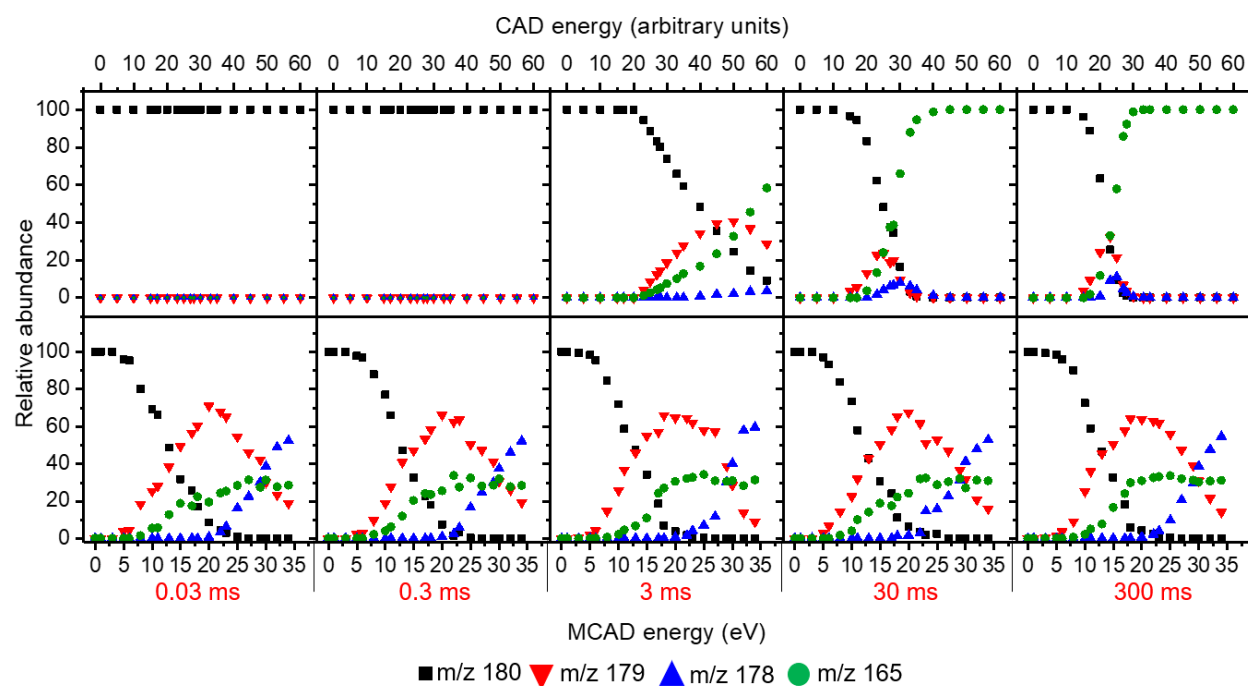 CAD energy (arbitrary units)
0 10 20 30 40 50 60 0 10 20 30 40 50 60 0 10 20 30 40 50 60 0 10 20 30 40 50 60 0 10 20 30 40 50 60
Relative abundance
100
80
60
40
20
0
100
80
60
40
20
0
0 5 10 15 20 25 30 35 0 5 10 15 20 25 30 35 0 5 10 15 20 25 30 35 0 5 10 15 20 25 30 35 0 5 10 15 20 25 30 35
0.03 ms 0.3 ms 3 ms 30 ms 300 ms
MCAD energy (eV)
m/z 180 m/z 179 m/z 178 m/z 165